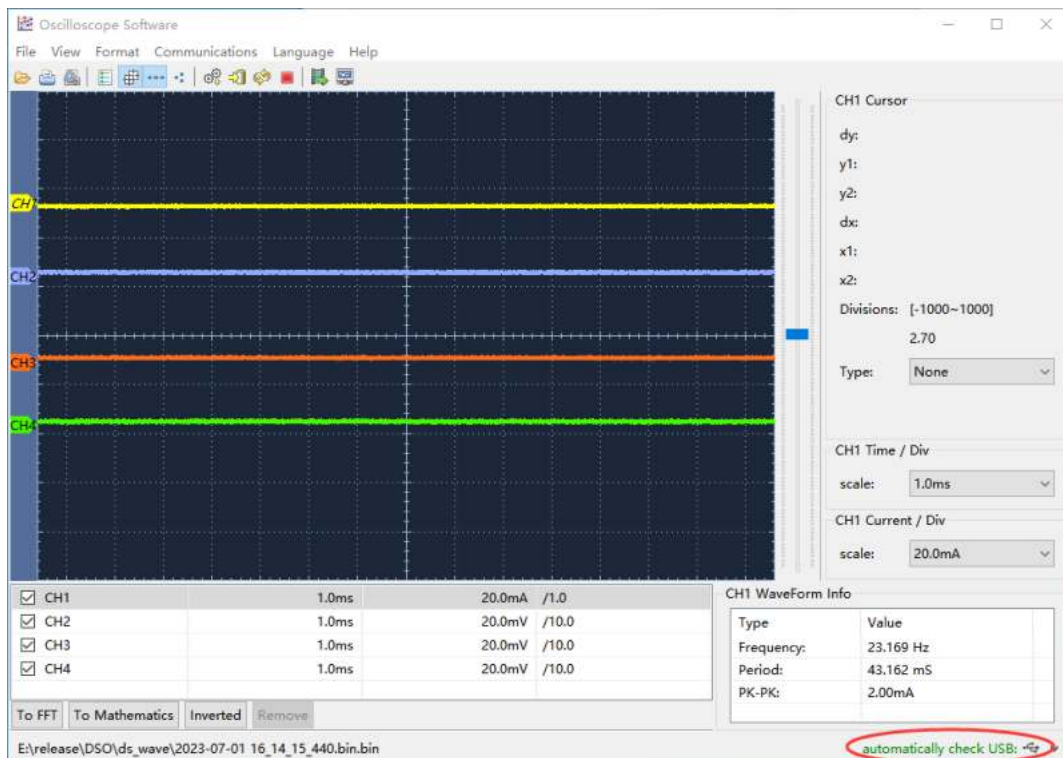 Oscilloscope Software
File View Format Communications Language Help
CH1 Cursor
dy:
y1:
CH1
y2:
dx:
x1:
CH2
x2:
Divisions: [-1000~1000]
2.70
CH3
Type: None
CH4
CH1 Time / Div
scale: 1.0ms
CH1 Current / Div
scale: 20.0mA
CH1 1.0ms 20.0mA /1.0
CH2 1.0ms 20.0mV /10.0
CH3 1.0ms 20.0mV /10.0
CH4 1.0ms 20.0mV /10.0
CH1 WaveForm Info
Type Value
Frequency: 23.169 Hz
Period: 43.162 mS
PK-PK: 2.00mA
To FFT To Mathematics Inverted Remove
E:\release\DSO\ds_wave\2023-07-01 16_14_15_440.bin.bin
automatically check USB: